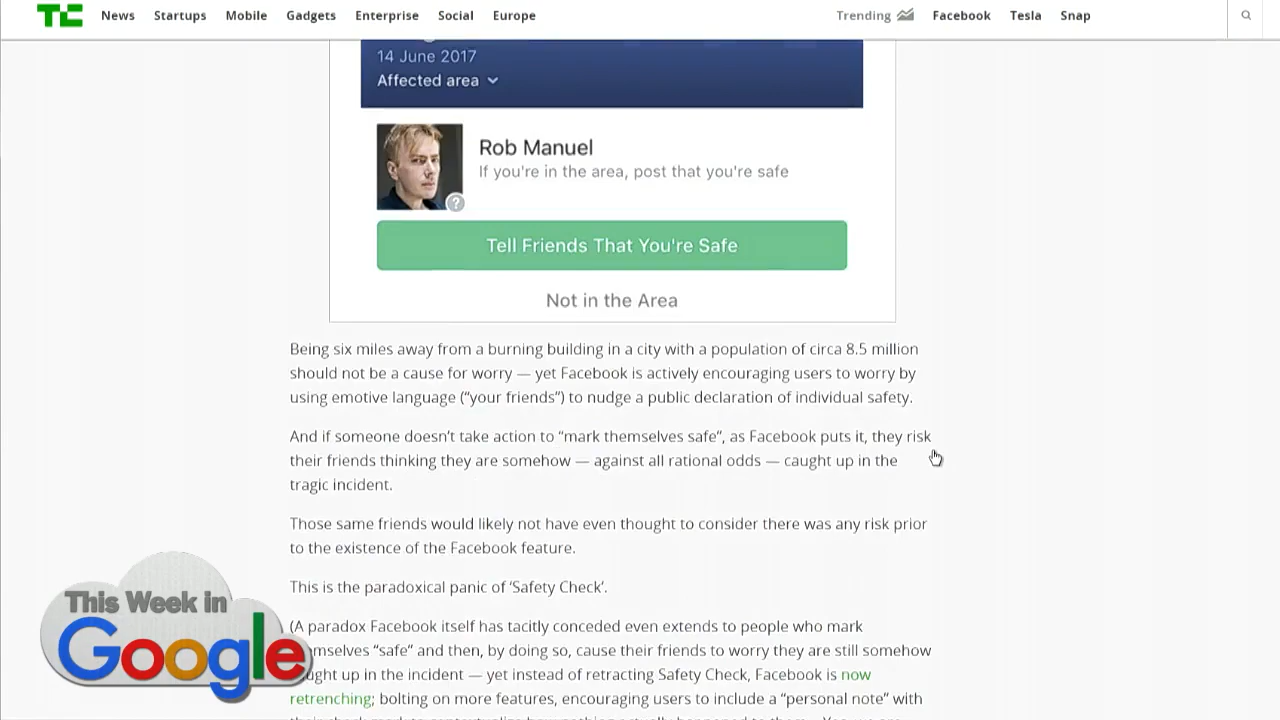 TC News Startups Mobile Gadgets Enterprise Social Europe Trending Facebook Tesla Snap
14 June 2017
Affected area
Rob Manuel
If you're in the area, post that you're safe
?
Tell Friends That You're Safe
Not in the Area
Being six miles away from a burning building in a city with a population of circa 8.5 million
should not be a cause for worry — yet Facebook is actively encouraging users to worry by
using emotive language (“your friends”) to nudge a public declaration of individual safety.
And if someone doesn’t take action to “mark themselves safe”, as Facebook puts it, they risk
their friends thinking they are somehow — against all rational odds — caught up in the
tragic incident.
Those same friends would likely not have even thought to consider there was any risk prior
to the existence of the Facebook feature.
This is the paradoxical panic of ‘Safety Check’.
(A paradox Facebook itself has tacitly conceded even extends to people who mark
“safe” and then, by doing so, cause their friends to worry they are still somehow
up in the incident — yet instead of retracting Safety Check, Facebook is now
retrenching; bolting on more features, encouraging users to include a “personal note” with
This Week in
Google